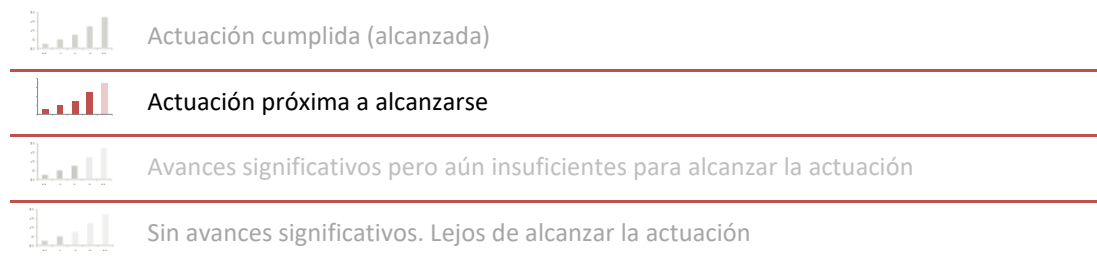 Actuación cumplida (alcanzada)
Actuación próxima a alcanzarse
Avances significativos pero aún insuficientes para alcanzar la actuación
Sin avances significativos. Lejos de alcanzar la actuación